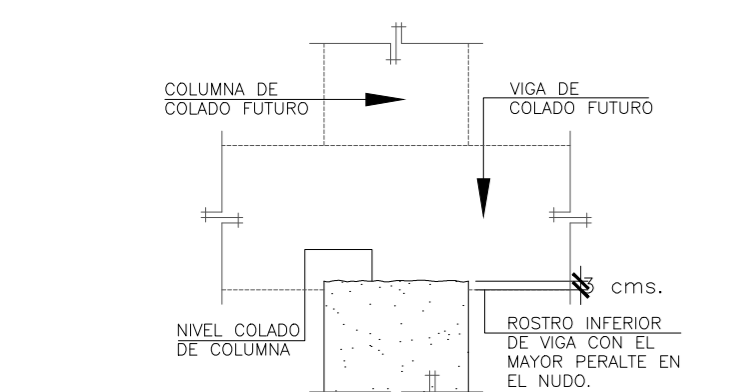 COLUMNA DE
COLADO FUTURO
VIGA DE
COLADO FUTURO
3 cms.
NIVEL COLADO
DE COLUMNA
ROSTRO INFERIOR
DE VIGA CON EL
MAYOR PERALTE EN
EL NUDO.